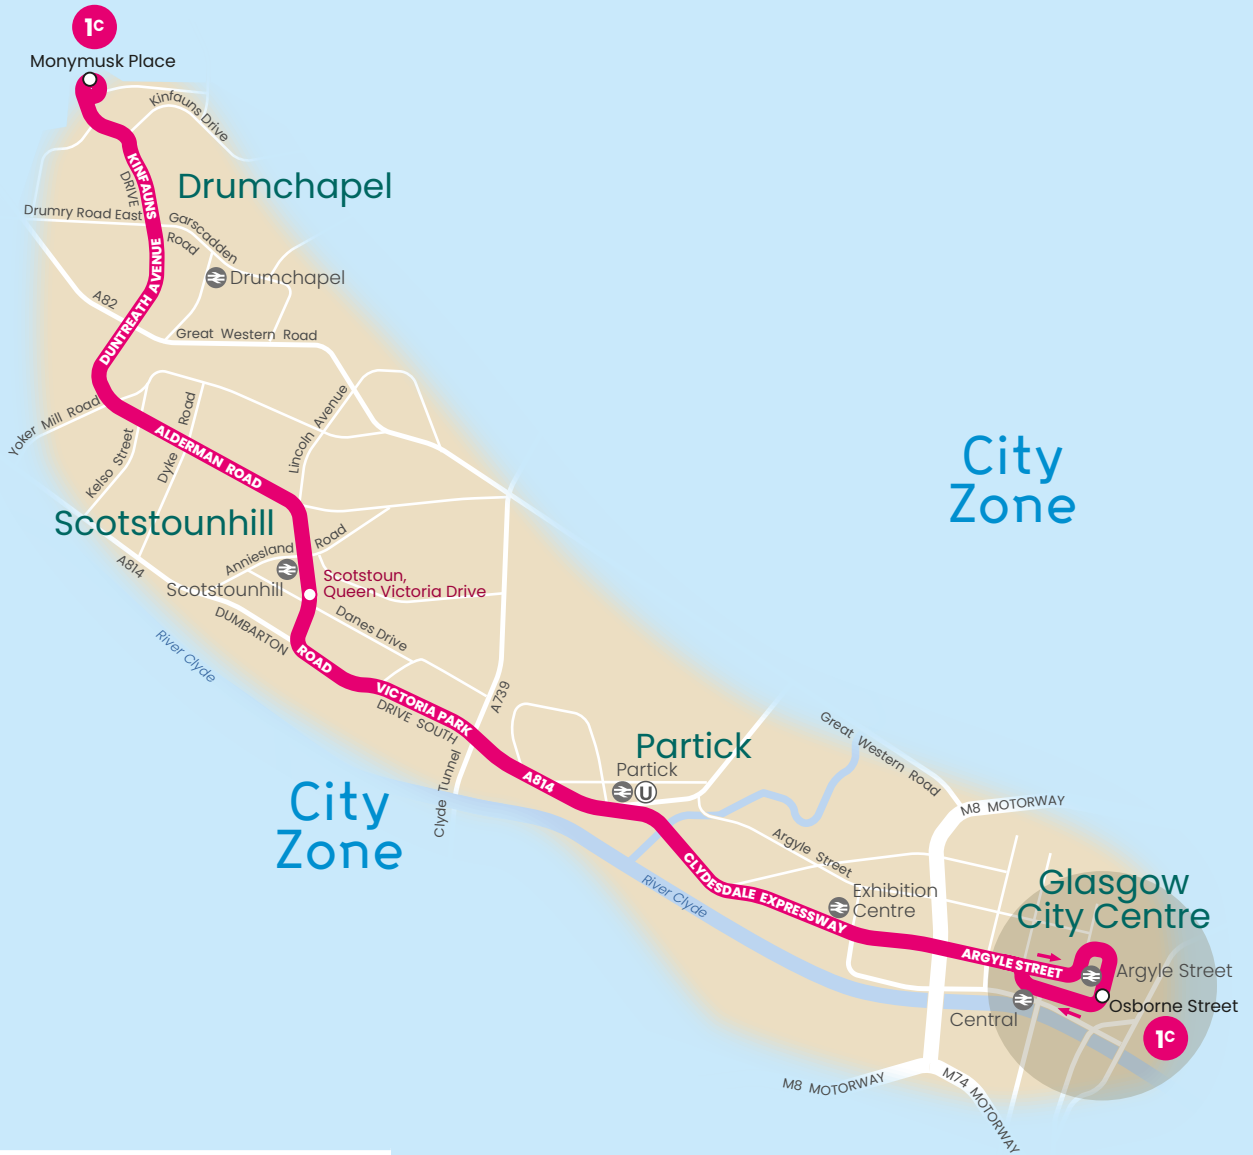 1C
Monymusk Place
Kinfauns Drive
KINFAUNS
DRIVE
Drumchapel
Drumry Road East
Garscadden
Road
Drumchapel
DUNTREATH AVENUE
A82
Great Western Road
Yoker Mill Road
Kelso Street
Dyke Road
Lincoln Avenue
ALDERMAN ROAD
City
Zone
Scotstounhill
Anniesland Road
A814
Scotstounhill
Scotstoun,
Queen Victoria Drive
DUMBARTON
ROAD
Danes Drive
River Clyde
VICTORIA PARK
DRIVE SOUTH
A739
Clyde Tunnel
A814
Partick
Partick
U
Great Western Road
City
Zone
M8 MOTORWAY
Argyle Street
CLYDESDALE EXPRESSWAY
River Clyde
Exhibition
Centre
Glasgow
City Centre
ARGYLE STREET
Argyle Street
Osborne Street
Central
1C
M8 MOTORWAY
M74 MOTORWAY